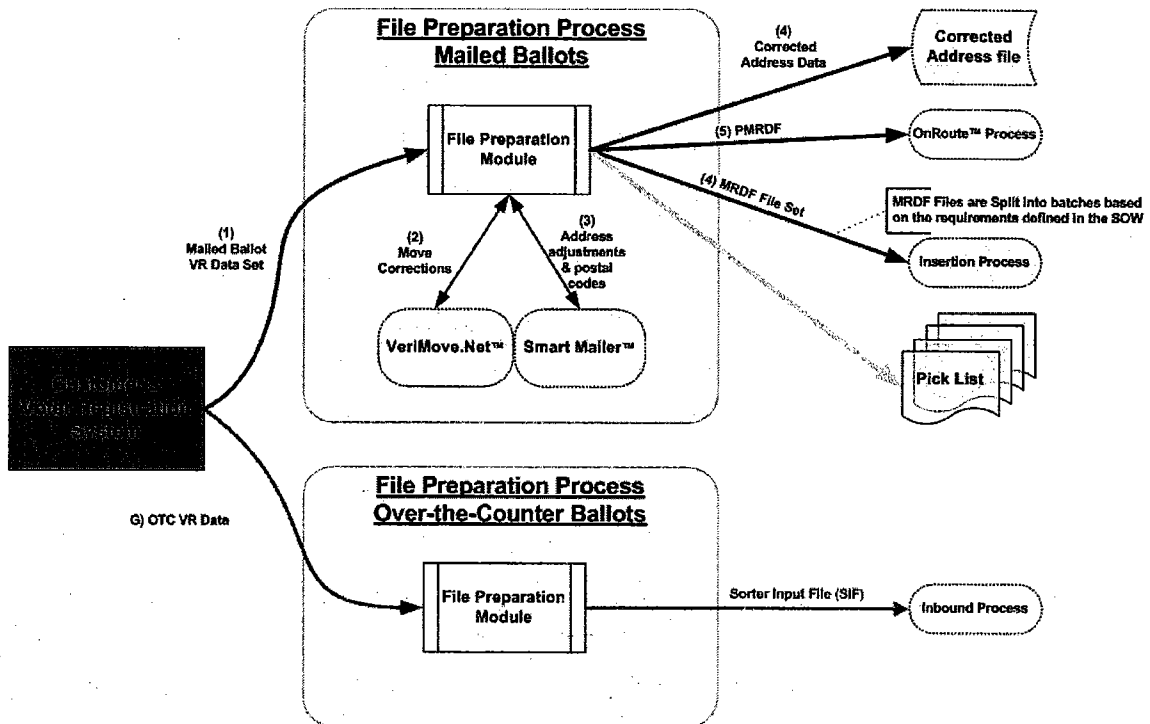 File Preparation Process
Mailed Ballots
File Preparation
Module
(1)
Mailed Ballot
VR Data Set
(2)
Move
Corrections
(3)
Address
adjustments
& postal
codes
VeriMove.Net™
Smart Mailer™
(4)
Corrected
Address Data
Corrected
Address file
(5) PMRDF
OnRoute™ Process
(4) MRDF File Set
MRDF Files are Split into batches based
on the requirements defined in the SOW
Insertion Process
Pick List
Voter Registration
System
G) OTC VR Data
File Preparation Process
Over-the-Counter Ballots
File Preparation
Module
Sorter Input File (SIF)
Inbound Process